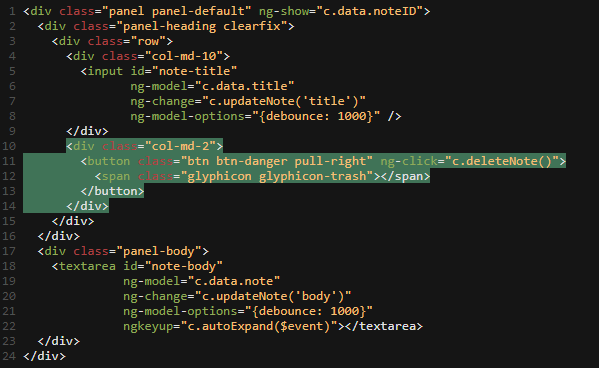 1 <div class="panel panel-default" ng-show="c.data.noteID">
2   <div class="panel-heading clearfix">
3     <div class="row">
4       <div class="col-md-10">
5         <input id="note-title"
6                ng-model="c.data.title"
7                ng-change="c.updateNote('title')"
8                ng-model-options="{debounce: 1000}" />
9       </div>
10       <div class="col-md-2">
11         <button class="btn btn-danger pull-right" ng-click="c.deleteNote()">
12           <span class="glyphicon glyphicon-trash"></span>
13         </button>
14       </div>
15     </div>
16   </div>
17   <div class="panel-body">
18     <textarea id="note-body"
19               ng-model="c.data.note"
20               ng-change="c.updateNote('body')"
21               ng-model-options="{debounce: 1000}"
22               ngkeyup="c.autoExpand($event)"></textarea>
23   </div>
24 </div>